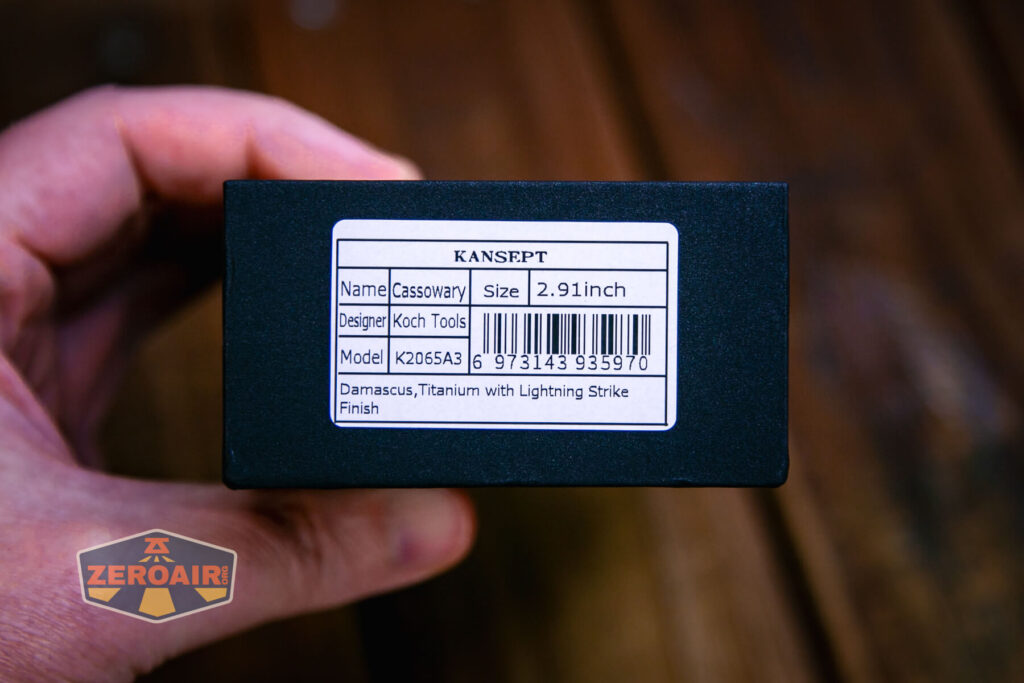 KANSEPT
Name Cassowary Size 2.91inch
Designer Koch Tools
Model K2065A3
6 973143 935970
Damascus,Titanium with Lightning Strike
Finish
ZEROAIR.ORG